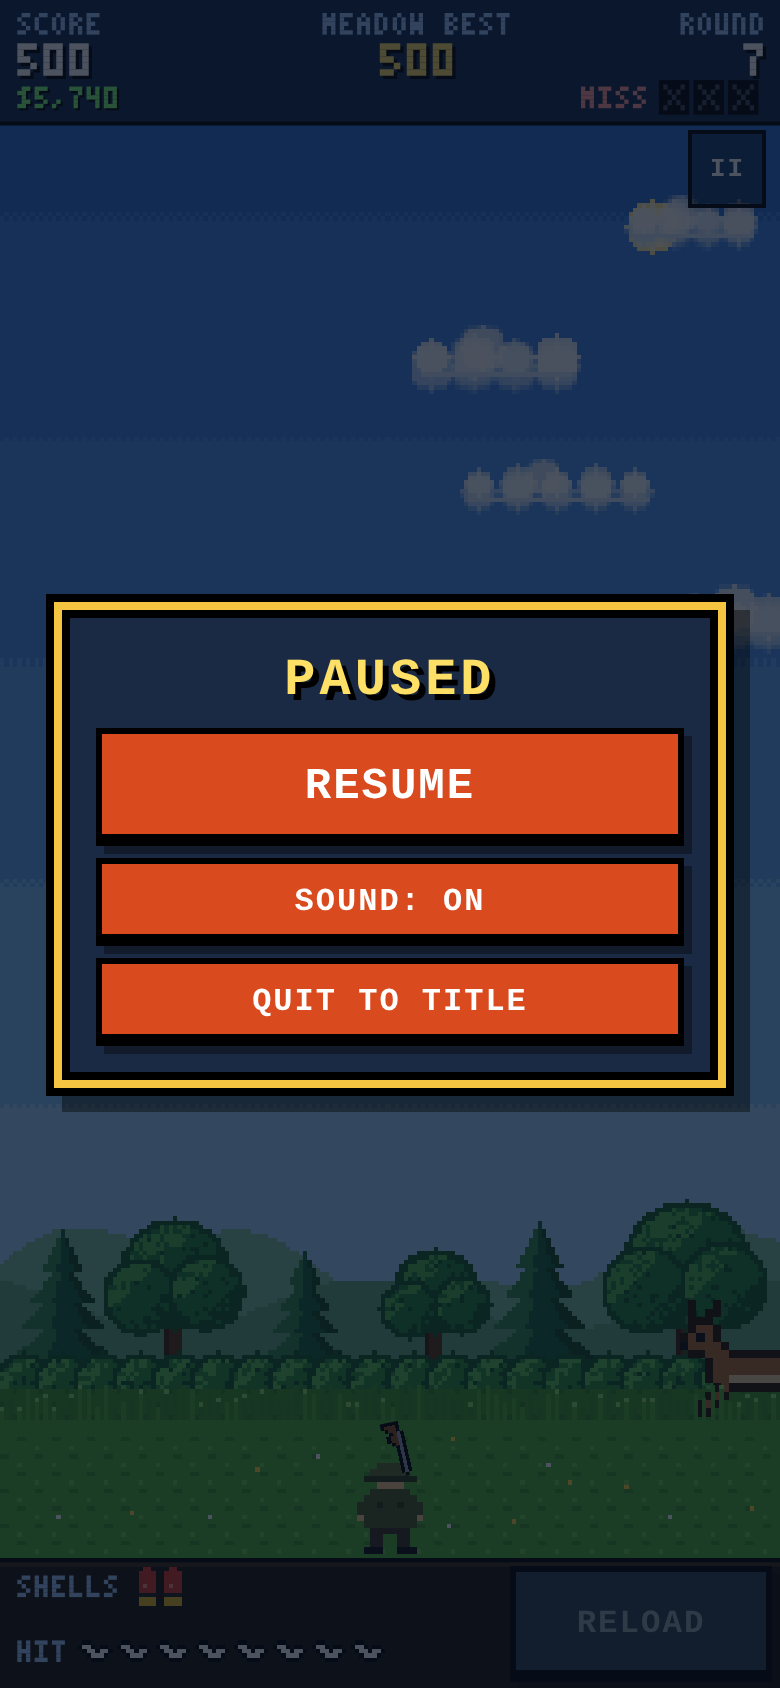 SCORE MEADOW BEST ROUND
500 500 7
$5,740 MISS X X X
II
PAUSED
RESUME
SOUND: ON
QUIT TO TITLE
SHELLS
RELOAD
HIT